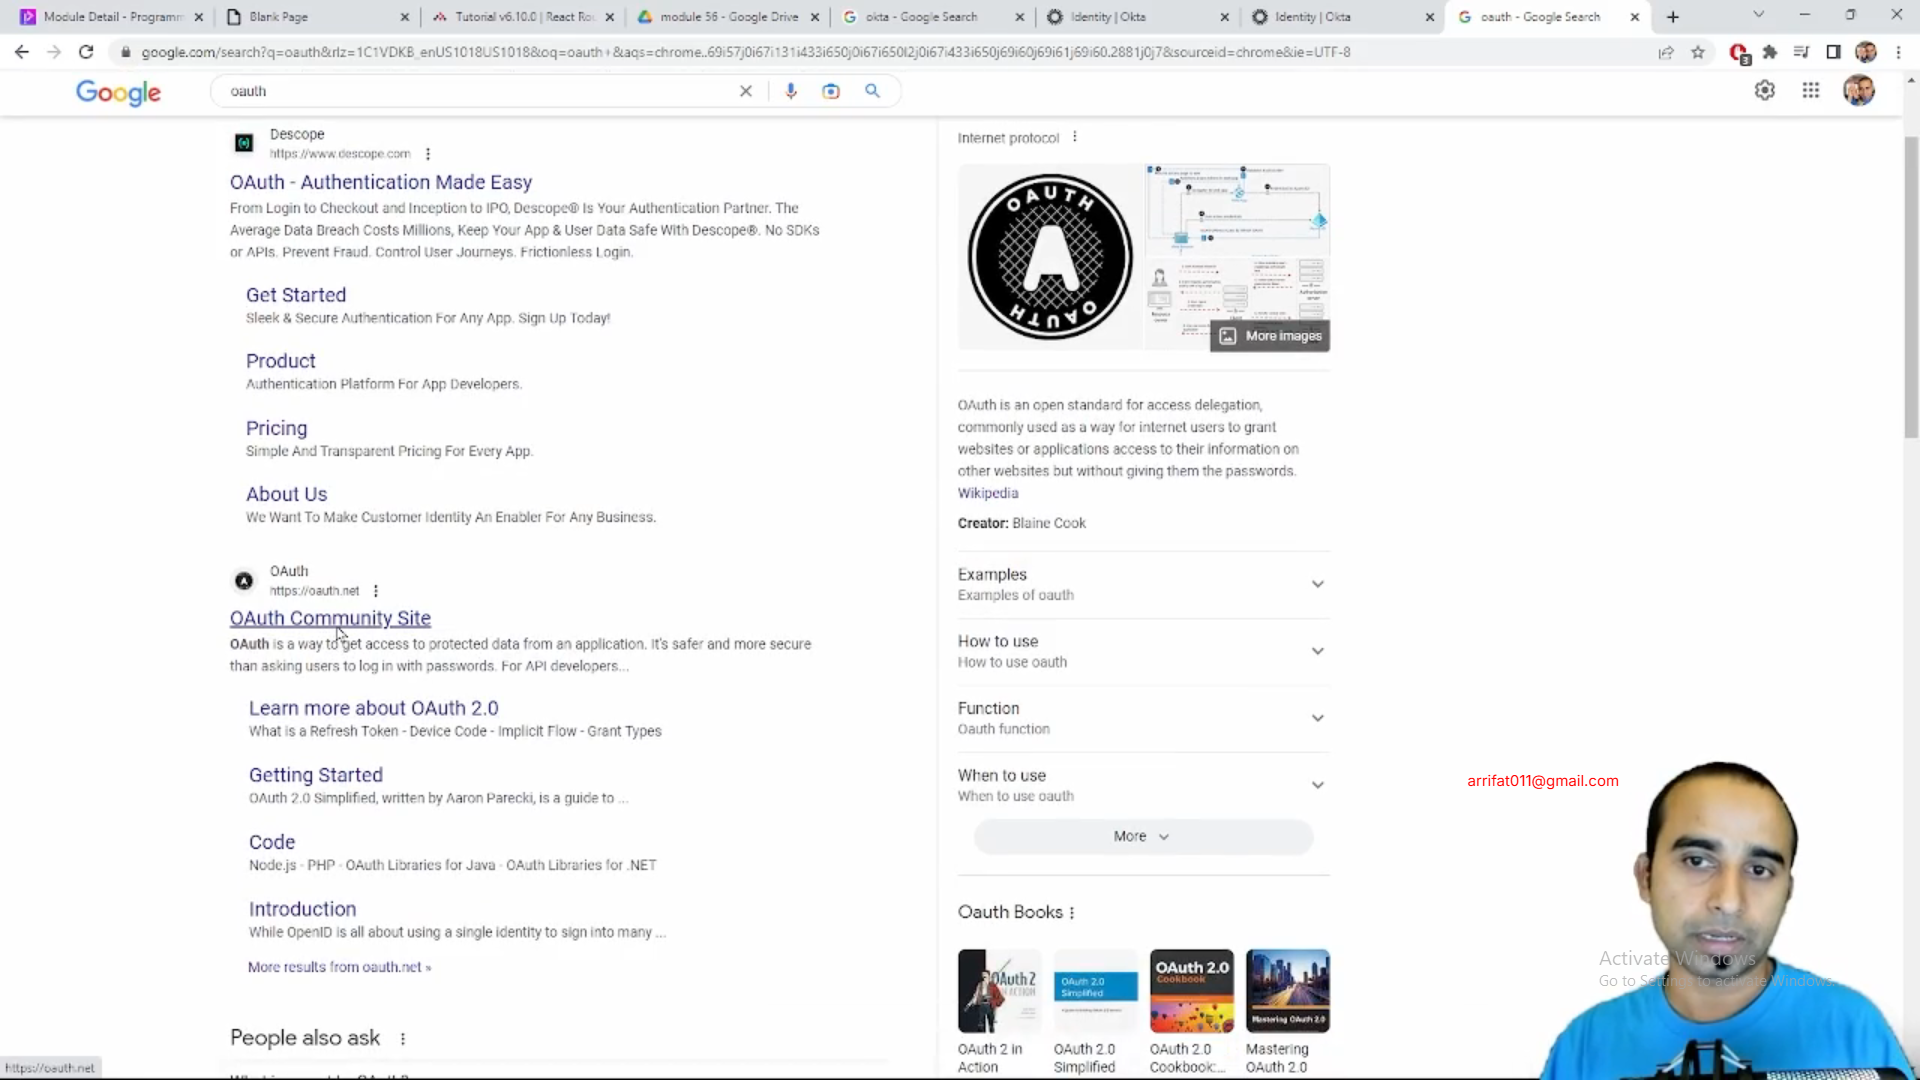 Module Detail - Programm
Blank Page
Tutorial v6.10.0 | React Ro
module 56 - Google Drive
okta - Google Search
Identity | Okta
Identity | Okta
oauth - Google Search
google.com/search?q=oauth&rlz=1C1VDKB_enUS1018US1018&oq=oauth+&aqs=chrome..69i57j0i67i131i433i650j0i67i650l2j0i67i433i650j69i60j69i61j69i60.2881j0j7&sourceid=chrome&ie=UTF-8
3
Google
oauth
Descope
https://www.descope.com
OAuth - Authentication Made Easy
From Login to Checkout and Inception to IPO, Descope® Is Your Authentication Partner. The
Average Data Breach Costs Millions, Keep Your App & User Data Safe With Descope®. No SDKs
or APIs. Prevent Fraud. Control User Journeys. Frictionless Login.
Get Started
Sleek & Secure Authentication For Any App. Sign Up Today!
Product
Authentication Platform For App Developers.
Pricing
Simple And Transparent Pricing For Every App.
About Us
We Want To Make Customer Identity An Enabler For Any Business.
OAuth
https://oauth.net
OAuth Community Site
OAuth is a way to get access to protected data from an application. It's safer and more secure
than asking users to log in with passwords. For API developers...
Learn more about OAuth 2.0
What is a Refresh Token - Device Code - Implicit Flow - Grant Types
Getting Started
OAuth 2.0 Simplified, written by Aaron Parecki, is a guide to ...
Code
Node.js - PHP - OAuth Libraries for Java - OAuth Libraries for .NET
Introduction
While OpenID is all about using a single identity to sign into many ...
More results from oauth.net »
People also ask
https://oauth.net
Internet protocol
OAUTH
A
OAUTH
More images
OAuth is an open standard for access delegation,
commonly used as a way for internet users to grant
websites or applications access to their information on
other websites but without giving them the passwords.
Wikipedia
Creator: Blaine Cook
Examples
Examples of oauth
How to use
How to use oauth
Function
Oauth function
When to use
When to use oauth
More
Oauth Books
OAuth 2
IN ACTION
OAuth 2.0
Simplified
OAuth 2.0
Cookbook
Mastering OAuth 2.0
OAuth 2 in
Action
OAuth 2.0
Simplified
OAuth 2.0
Cookbook:...
Mastering
OAuth 2.0
arrifat011@gmail.com
Activate Windows
Go to Settings to activate Windows.